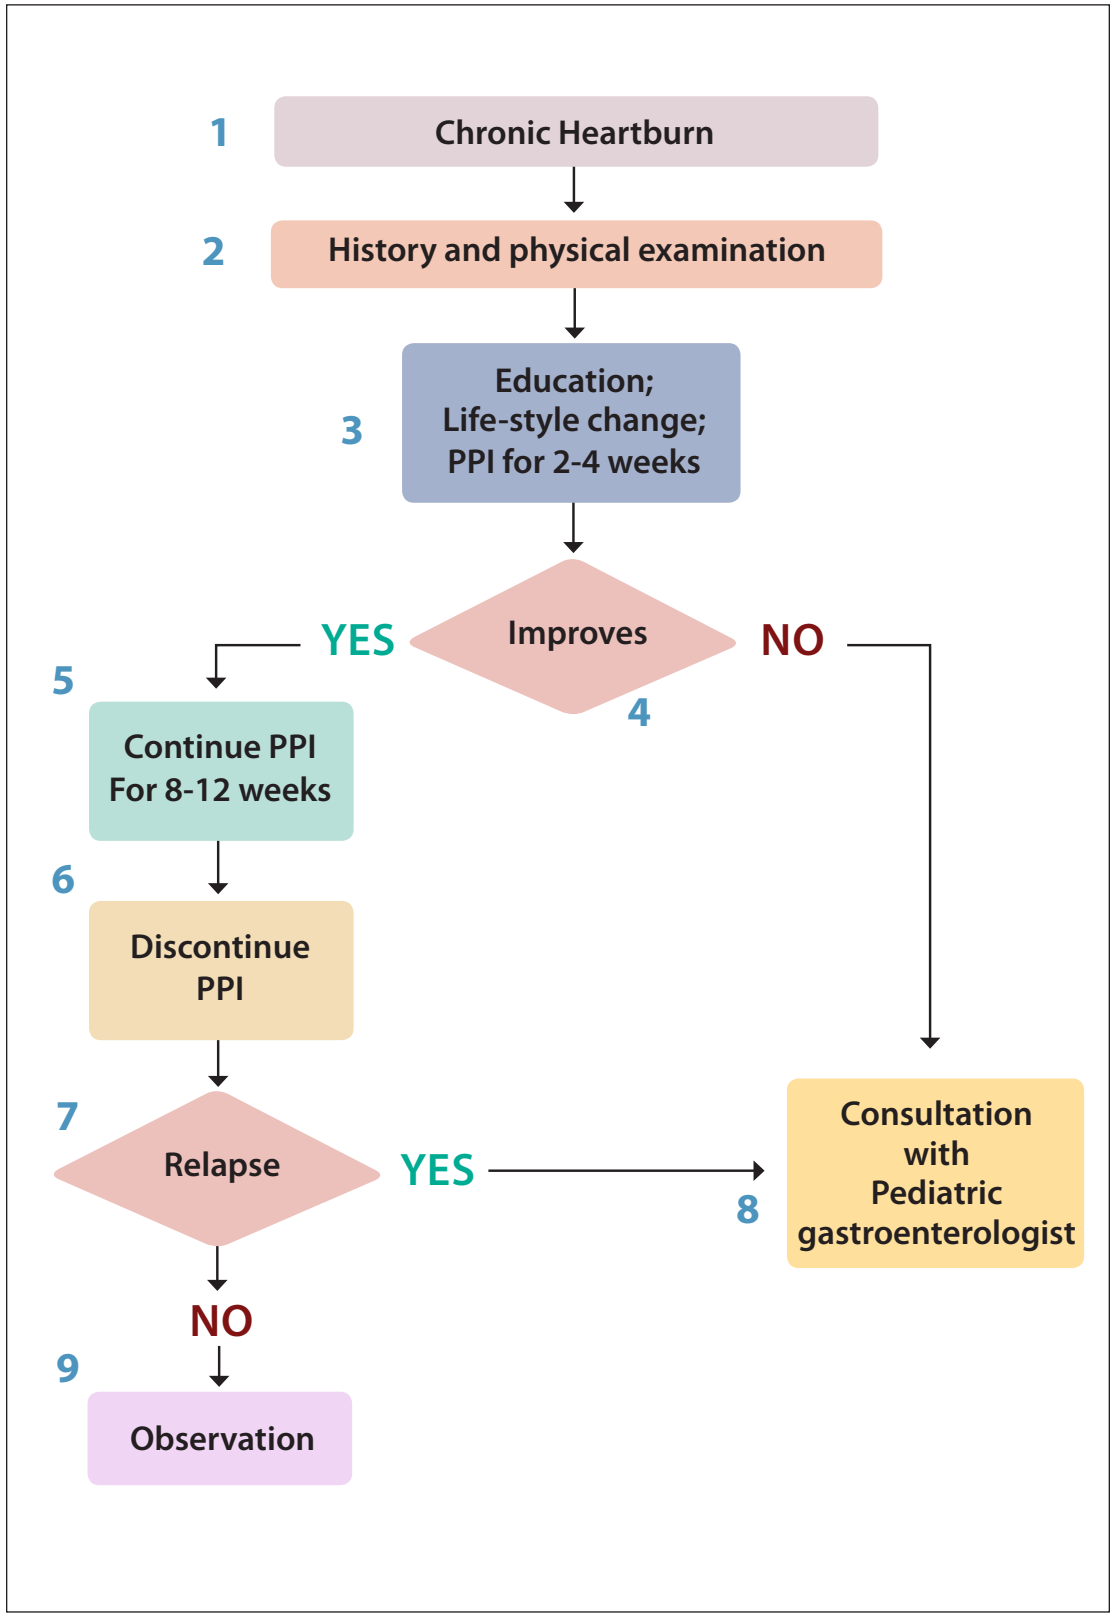 1
Chronic Heartburn
2
History and physical examination
3
Education;
Life-style change;
PPI for 2-4 weeks
YES
Improves
NO
4
5
Continue PPI
For 8-12 weeks
6
Discontinue
PPI
7
Relapse
YES
8
Consultation
with
Pediatric
gastroenterologist
NO
9
Observation